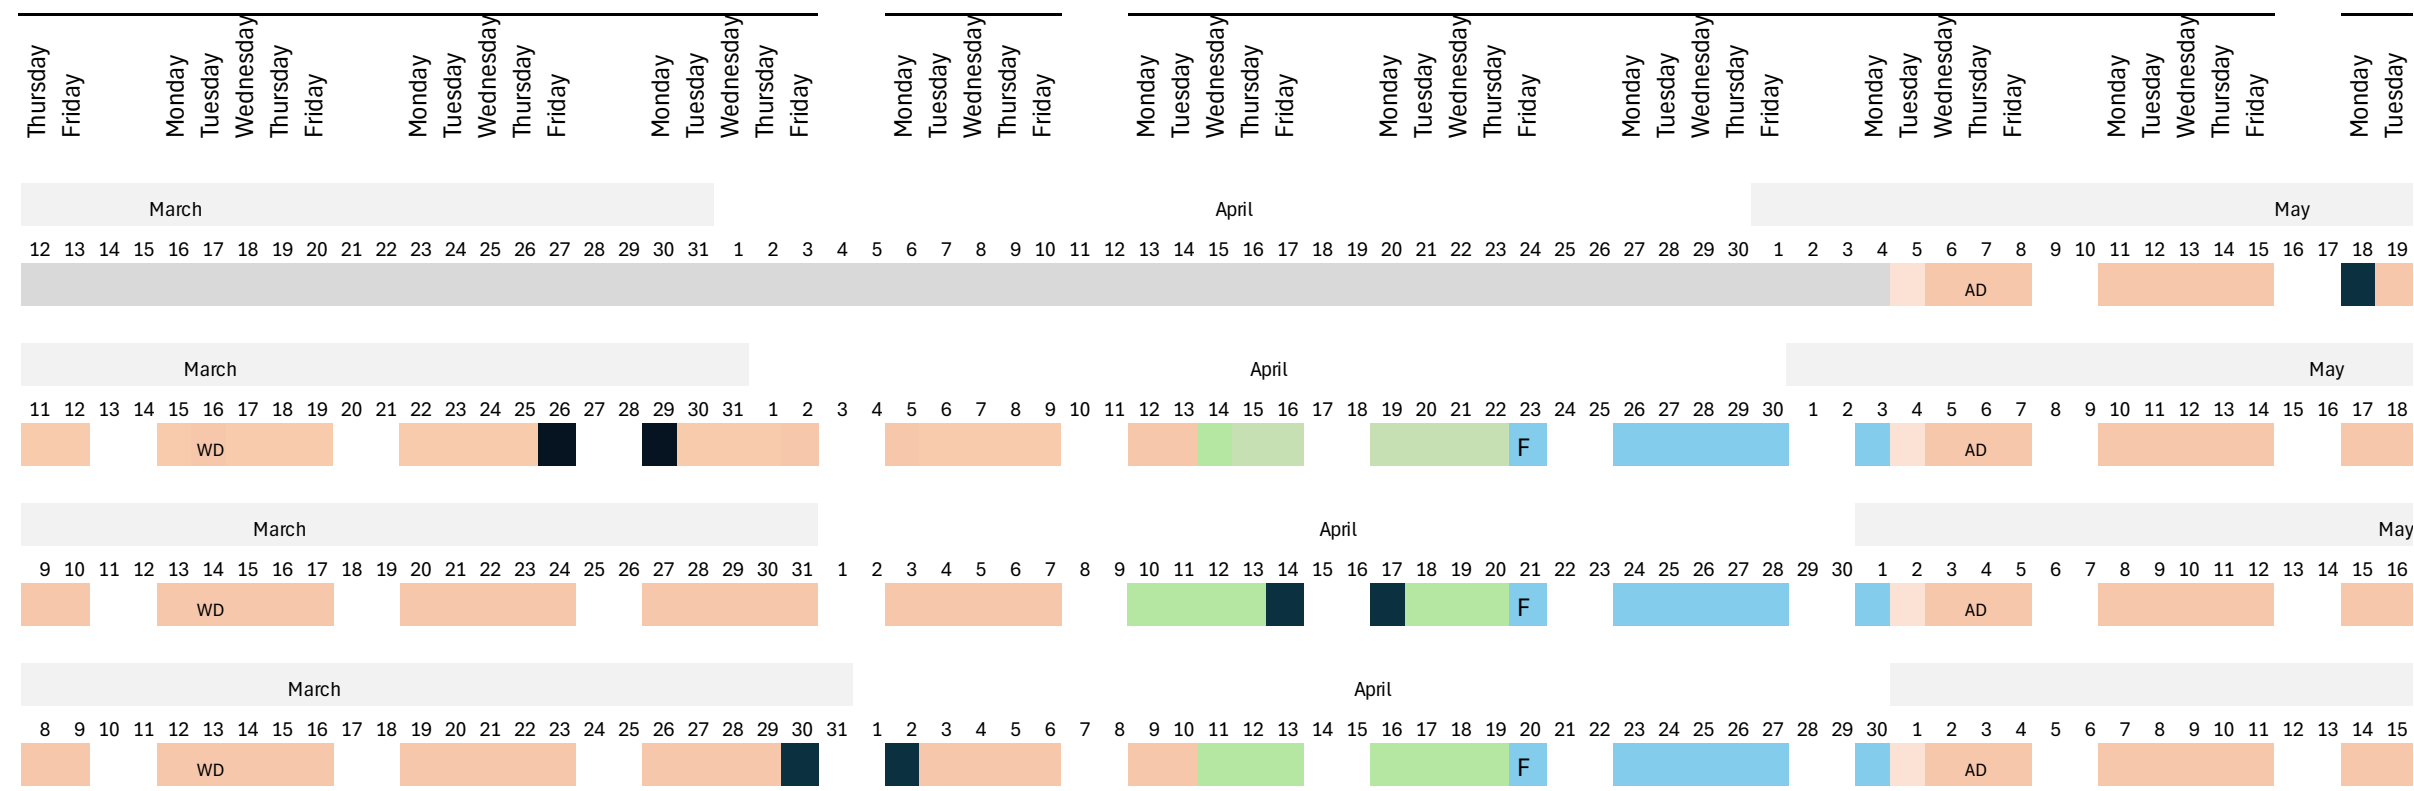 Thursday Friday Monday Tuesday Wednesday Thursday Friday Monday Tuesday Wednesday Thursday Friday Monday Tuesday Wednesday Thursday Friday Monday Tuesday Wednesday Thursday Friday Monday Tuesday Wednesday Thursday Friday Monday Tuesday Wednesday Thursday Friday Monday Tuesday Wednesday Thursday Friday Monday Tuesday Wednesday Thursday Friday Monday Tuesday Wednesday Thursday Friday Monday Tuesday
March April May
12 13 14 15 16 17 18 19 20 21 22 23 24 25 26 27 28 29 30 31 1 2 3 4 5 6 7 8 9 10 11 12 13 14 15 16 17 18 19 20 21 22 23 24 25 26 27 28 29 30 1 2 3 4 5 6 7 8 9 10 11 12 13 14 15 16 17 18 19
AD
March April May
11 12 13 14 15 16 17 18 19 20 21 22 23 24 25 26 27 28 29 30 31 1 2 3 4 5 6 7 8 9 10 11 12 13 14 15 16 17 18 19 20 21 22 23 24 25 26 27 28 29 30 1 2 3 4 5 6 7 8 9 10 11 12 13 14 15 16 17 18
WD F AD
March April May
9 10 11 12 13 14 15 16 17 18 19 20 21 22 23 24 25 26 27 28 29 30 31 1 2 3 4 5 6 7 8 9 10 11 12 13 14 15 16 17 18 19 20 21 22 23 24 25 26 27 28 29 30 1 2 3 4 5 6 7 8 9 10 11 12 13 14 15 16
WD F AD
March April
8 9 10 11 12 13 14 15 16 17 18 19 20 21 22 23 24 25 26 27 28 29 30 31 1 2 3 4 5 6 7 8 9 10 11 12 13 14 15 16 17 18 19 20 21 22 23 24 25 26 27 28 29 30 1 2 3 4 5 6 7 8 9 10 11 12 13 14 15
WD F AD